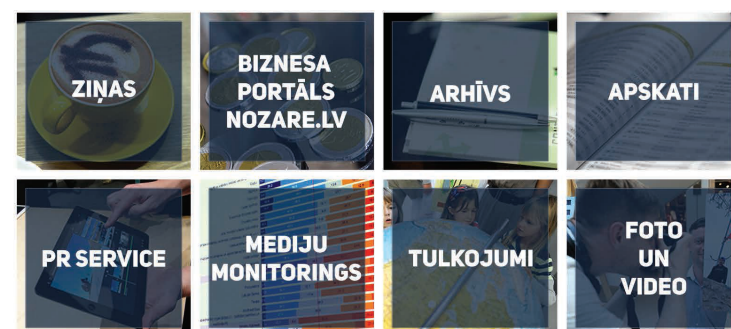 ZIŅAS
BIZNESA
PORTĀLS
NOZARE.LV
ARHĪVS
APSKATI
PR SERVICE
MEDIJU
MONITORINGS
TULKOJUMI
FOTO
UN
VIDEO